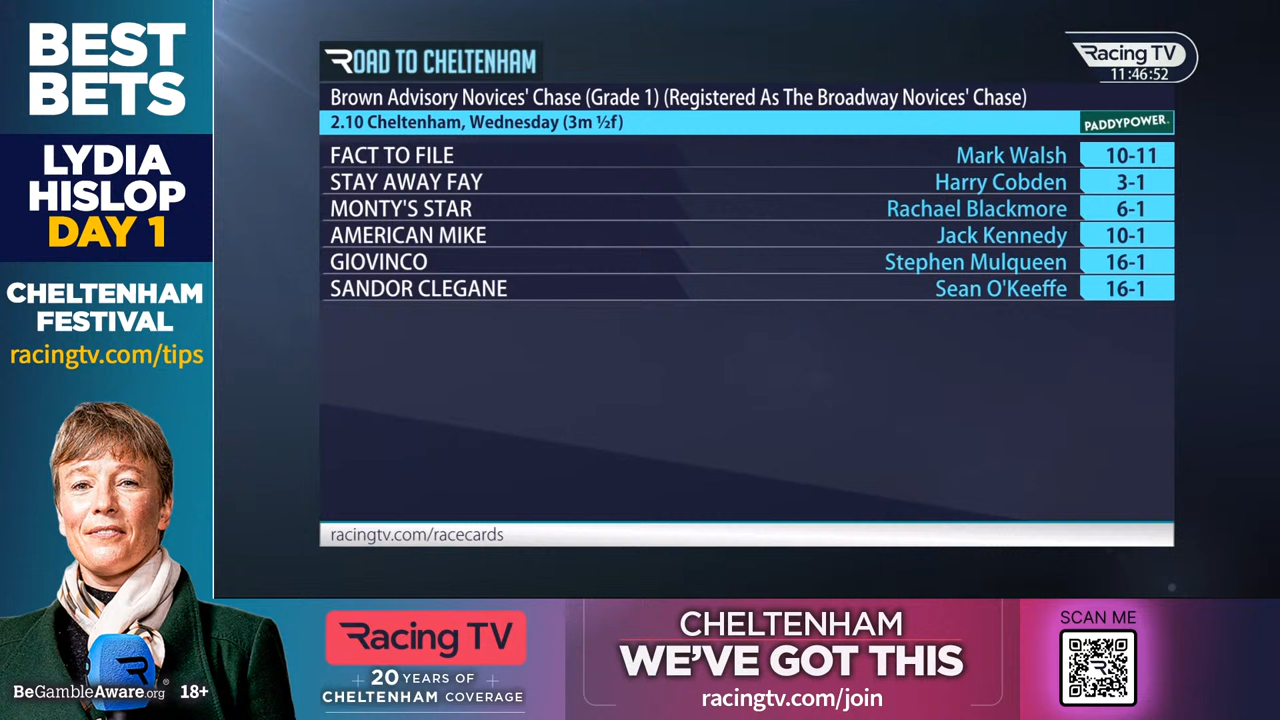 BEST
BETS
LYDIA
HISLOP
DAY 1
CHELTENHAM
FESTIVAL
racingtv.com/tips
BeGambleAware.org® 18+
ROAD TO CHELTENHAM
Racing TV
11:46:52
Brown Advisory Novices' Chase (Grade 1) (Registered As The Broadway Novices' Chase)
2.10 Cheltenham, Wednesday (3m ½f)
PADDYPOWER.
FACT TO FILE Mark Walsh 10-11
STAY AWAY FAY Harry Cobden 3-1
MONTY'S STAR Rachael Blackmore 6-1
AMERICAN MIKE Jack Kennedy 10-1
GIOVINCO Stephen Mulqueen 16-1
SANDOR CLEGANE Sean O'Keeffe 16-1
racingtv.com/racecards
Racing TV
20 YEARS OF
CHELTENHAM COVERAGE
CHELTENHAM
WE'VE GOT THIS
racingtv.com/join
SCAN ME